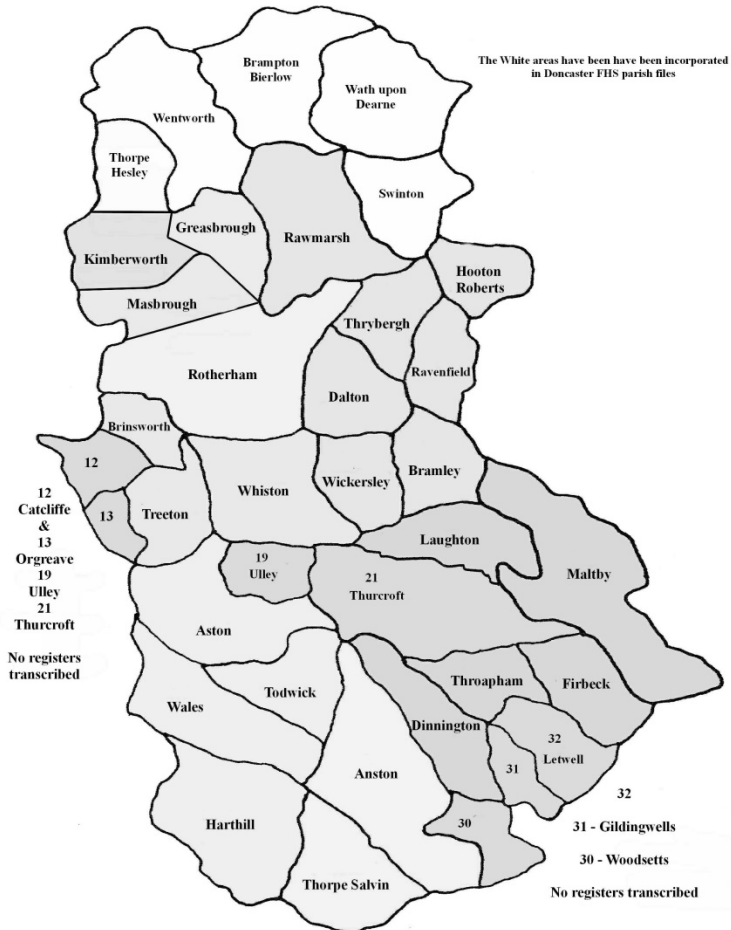 The White areas have been have been incorporated
in Doncaster FHS parish files
Brampton
Bierlow
Wath upon
Dearne
Wentworth
Thorpe
Hesley
Swinton
Greasbrough
Rawmarsh
Kimberworth
Hooton
Roberts
Masbrough
Thrybergh
Rotherham
Ravenfield
Dalton
Brinsworth
12
Whiston
Wickersley
Bramley
13
Treeton
Laughton
Maltby
19
Ulley
21
Thurcroft
12
Catcliffe
&
13
Orgreave
19
Ulley
21
Thurcroft
No registers
transcribed
Aston
Throapham
Firbeck
Todwick
Wales
Dinnington
32
Letwell
31
Anston
Harthill
30
Thorpe Salvin
32
31 - Gildingwells
30 - Woodsetts
No registers transcribed